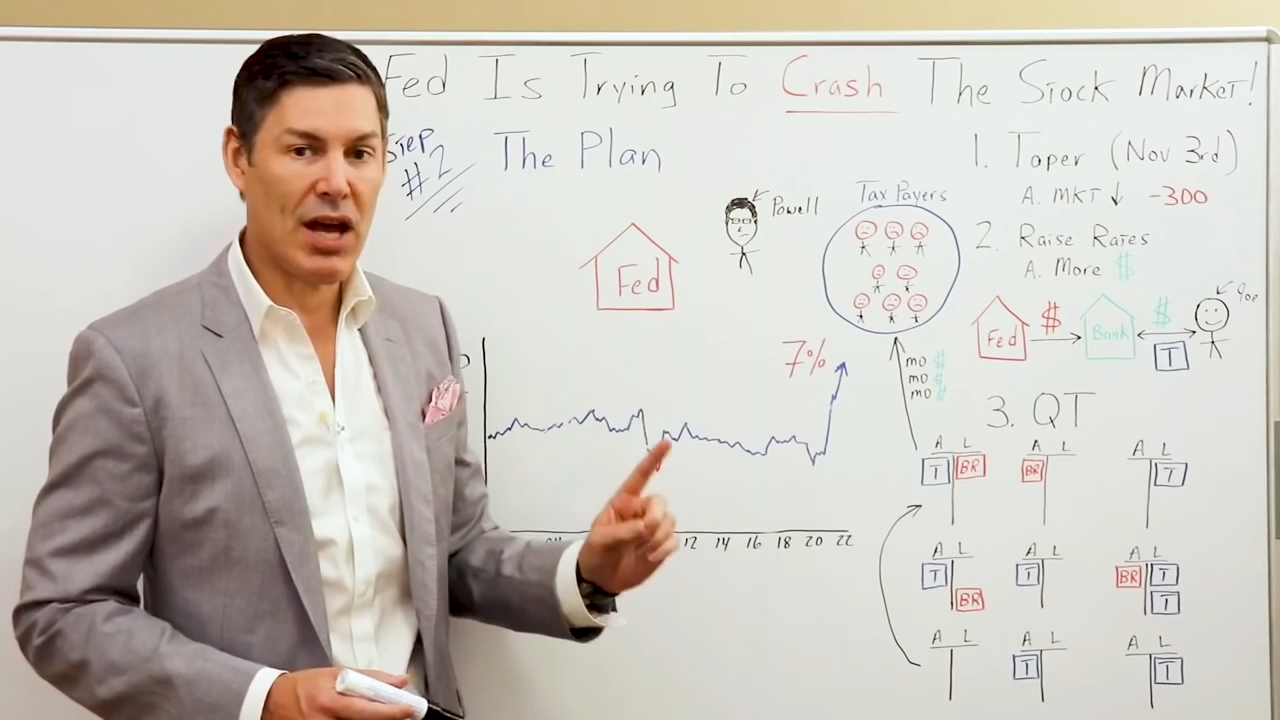 Fed Is Trying To Crash The Stock Market!
Step
#2
The Plan
1. Taper (Nov 3rd)
A. MKT ↓ -300
2. Raise Rates
A. More $
Powell
Tax Payers
Fed
Fed $ Bank $ Joe
T
7%
mo $
mo $
mo $
3. QT
A L A L A L
T BR BR T
A L A L A L
T T BR T
BR T
A L A L A L
T T
12 14 16 18 20 22